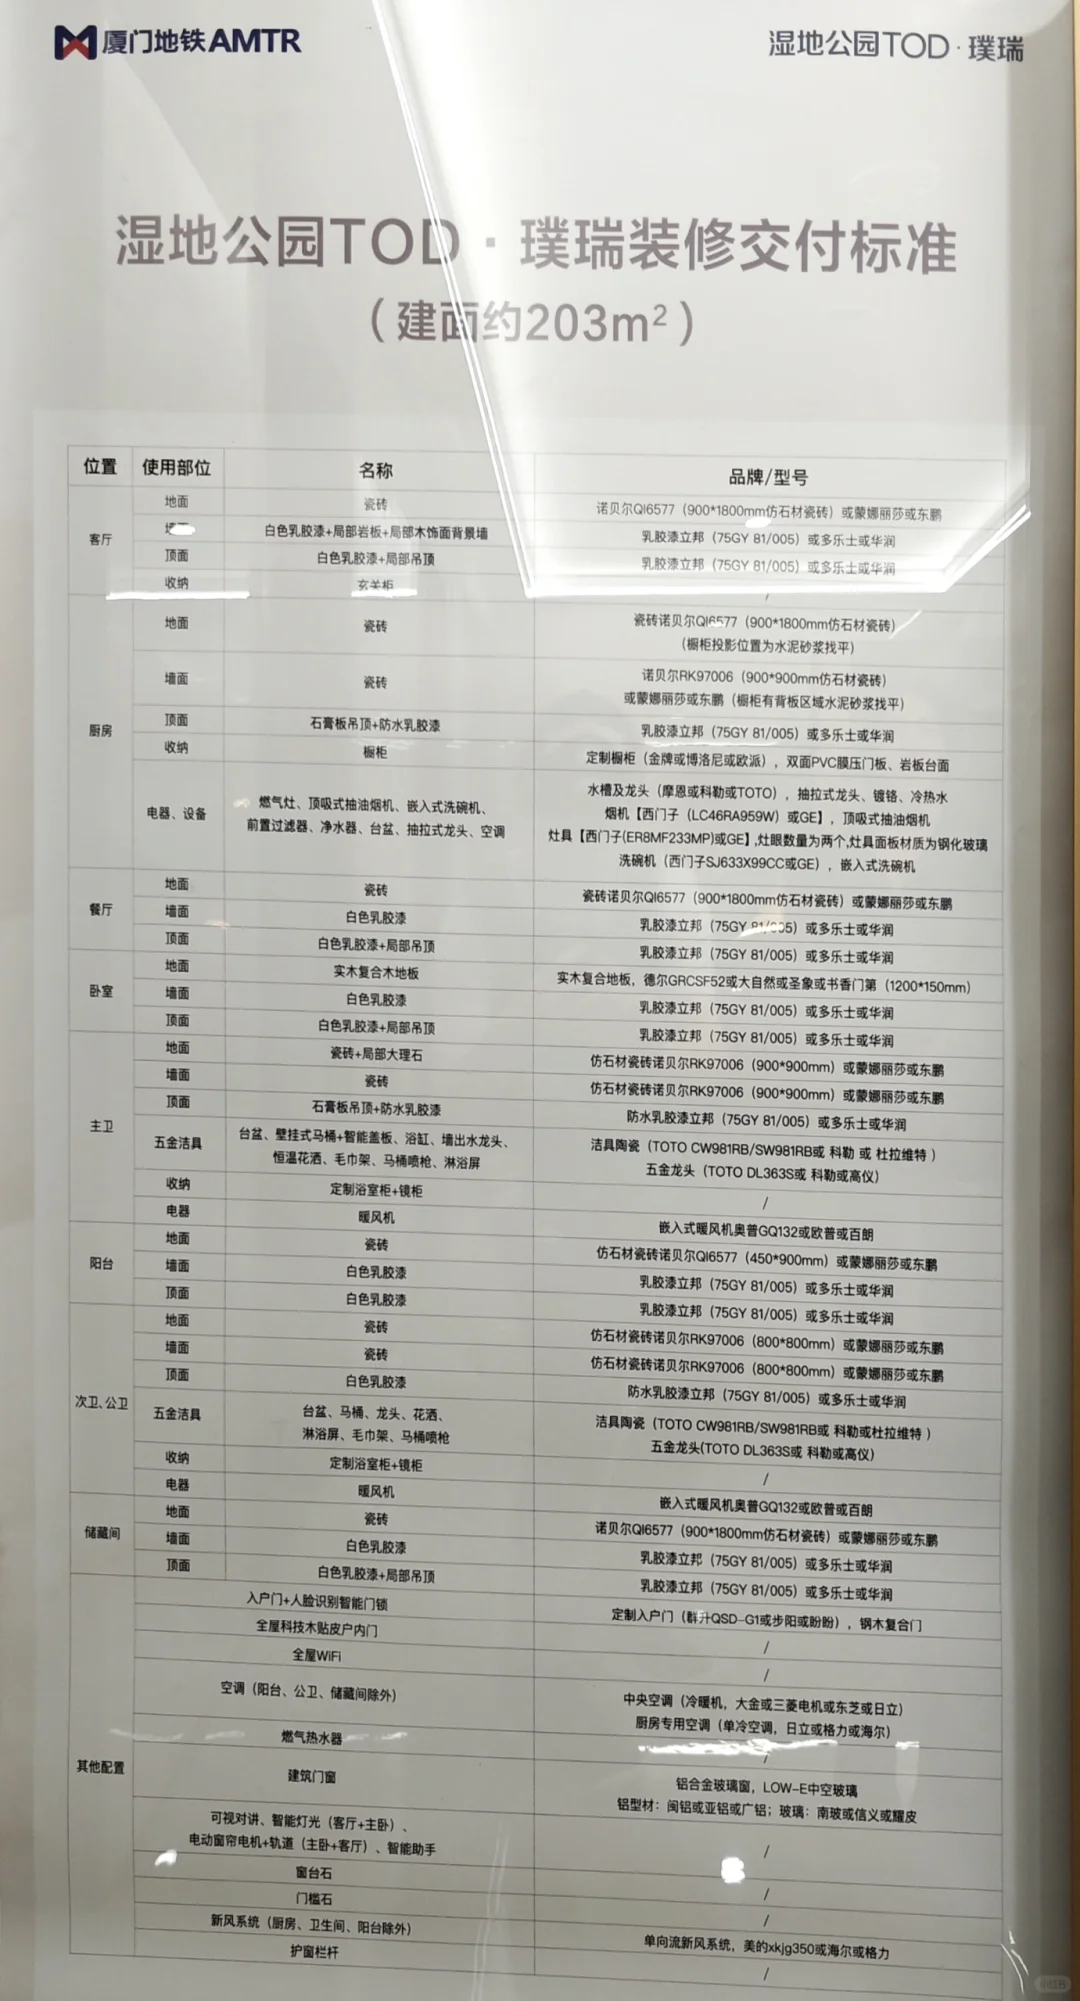 厦门地铁AMTR
湿地公园TOD·璞瑞
湿地公园TOD·璞瑞装修交付标准
(建面约203m²)
位置 使用部位 名称 品牌/型号
客厅
地面 瓷砖 诺贝尔QI6577(900*1800mm仿石材瓷砖)或蒙娜丽莎或东鹏
白色乳胶漆+局部岩板+局部木饰面背景墙 乳胶漆立邦(75GY 81/005)或多乐士或华润
顶面 白色乳胶漆+局部吊顶 乳胶漆立邦(75GY 81/005)或多乐士或华润
收纳 玄关柜 /
厨房
地面 瓷砖 瓷砖诺贝尔QI6577(900*1800mm仿石材瓷砖)
(橱柜投影位置为水泥砂浆找平)
墙面 瓷砖 诺贝尔RK97006(900*900mm仿石材瓷砖)
或蒙娜丽莎或东鹏(橱柜有背板区域水泥砂浆找平)
顶面 石膏板吊顶+防水乳胶漆 乳胶漆立邦(75GY 81/005)或多乐士或华润
收纳 橱柜 定制橱柜(金牌或博洛尼或欧派),双面PVC膜压门板、岩板台面
电器、设备
燃气灶、顶吸式抽油烟机、嵌入式洗碗机、
前置过滤器、净水器、台盆、抽拉式龙头、空调
水槽及龙头(摩恩或科勒或TOTO),抽拉式龙头、镀铬、冷热水
烟机【西门子(LC46RA959W)或GE】,顶吸式抽油烟机
灶具【西门子(ER8MF233MP)或GE】,灶眼数量为两个,灶具面板材质为钢化玻璃
洗碗机(西门子SJ633X99CC或GE),嵌入式洗碗机
餐厅
地面 瓷砖 瓷砖诺贝尔QI6577(900*1800mm仿石材瓷砖)或蒙娜丽莎或东鹏
墙面 白色乳胶漆 乳胶漆立邦(75GY 81/005)或多乐士或华润
顶面 白色乳胶漆+局部吊顶 乳胶漆立邦(75GY 81/005)或多乐士或华润
卧室
地面 实木复合木地板 实木复合地板,德尔GRCSF52或大自然或圣象或书香门第(1200*150mm)
墙面 白色乳胶漆 乳胶漆立邦(75GY 81/005)或多乐士或华润
顶面 白色乳胶漆+局部吊顶 乳胶漆立邦(75GY 81/005)或多乐士或华润
主卫
地面 瓷砖+局部大理石 仿石材瓷砖诺贝尔RK97006(900*900mm)或蒙娜丽莎或东鹏
墙面 瓷砖 仿石材瓷砖诺贝尔RK97006(900*900mm)或蒙娜丽莎或东鹏
顶面 石膏板吊顶+防水乳胶漆 防水乳胶漆立邦(75GY 81/005)或多乐士或华润
五金洁具
台盆、壁挂式马桶+智能盖板、浴缸、墙出水龙头、
恒温花洒、毛巾架、马桶喷枪、淋浴屏
洁具陶瓷(TOTO CW981RB/SW981RB或 科勒 或 杜拉维特 )
五金龙头(TOTO DL363S或 科勒或高仪)
收纳 定制浴室柜+镜柜 /
电器 暖风机 嵌入式暖风机奥普GQ132或欧普或百朗
阳台
地面 瓷砖 仿石材瓷砖诺贝尔QI6577(450*900mm)或蒙娜丽莎或东鹏
墙面 白色乳胶漆 乳胶漆立邦(75GY 81/005)或多乐士或华润
顶面 白色乳胶漆 乳胶漆立邦(75GY 81/005)或多乐士或华润
次卫、公卫
地面 瓷砖 仿石材瓷砖诺贝尔RK97006(800*800mm)或蒙娜丽莎或东鹏
墙面 瓷砖 仿石材瓷砖诺贝尔RK97006(800*800mm)或蒙娜丽莎或东鹏
顶面 白色乳胶漆 防水乳胶漆立邦(75GY 81/005)或多乐士或华润
五金洁具
台盆、马桶、龙头、花洒、
淋浴屏、毛巾架、马桶喷枪
洁具陶瓷(TOTO CW981RB/SW981RB或 科勒或杜拉维特 )
五金龙头(TOTO DL363S或 科勒或高仪)
收纳 定制浴室柜+镜柜 /
电器 暖风机 嵌入式暖风机奥普GQ132或欧普或百朗
储藏间
地面 瓷砖 诺贝尔QI6577(900*1800mm仿石材瓷砖)或蒙娜丽莎或东鹏
墙面 白色乳胶漆 乳胶漆立邦(75GY 81/005)或多乐士或华润
顶面 白色乳胶漆+局部吊顶 乳胶漆立邦(75GY 81/005)或多乐士或华润
其他配置
入户门+人脸识别智能门锁 定制入户门(群升QSD-G1或步阳或盼盼),钢木复合门
全屋科技木贴皮户内门 /
全屋WiFi /
空调(阳台、公卫、储藏间除外)
中央空调(冷暖机,大金或三菱电机或东芝或日立)
厨房专用空调(单冷空调,日立或格力或海尔)
燃气热水器 /
建筑门窗
铝合金玻璃窗,LOW-E中空玻璃
铝型材:闽铝或亚铝或广铝;玻璃:南玻或信义或耀皮
可视对讲、智能灯光(客厅+主卧)、
电动窗帘电机+轨道(主卧+客厅)、智能助手 /
窗台石 /
门槛石 /
新风系统(厨房、卫生间、阳台除外) 单向流新风系统,美的xkjg350或海尔或格力
护窗栏杆 /